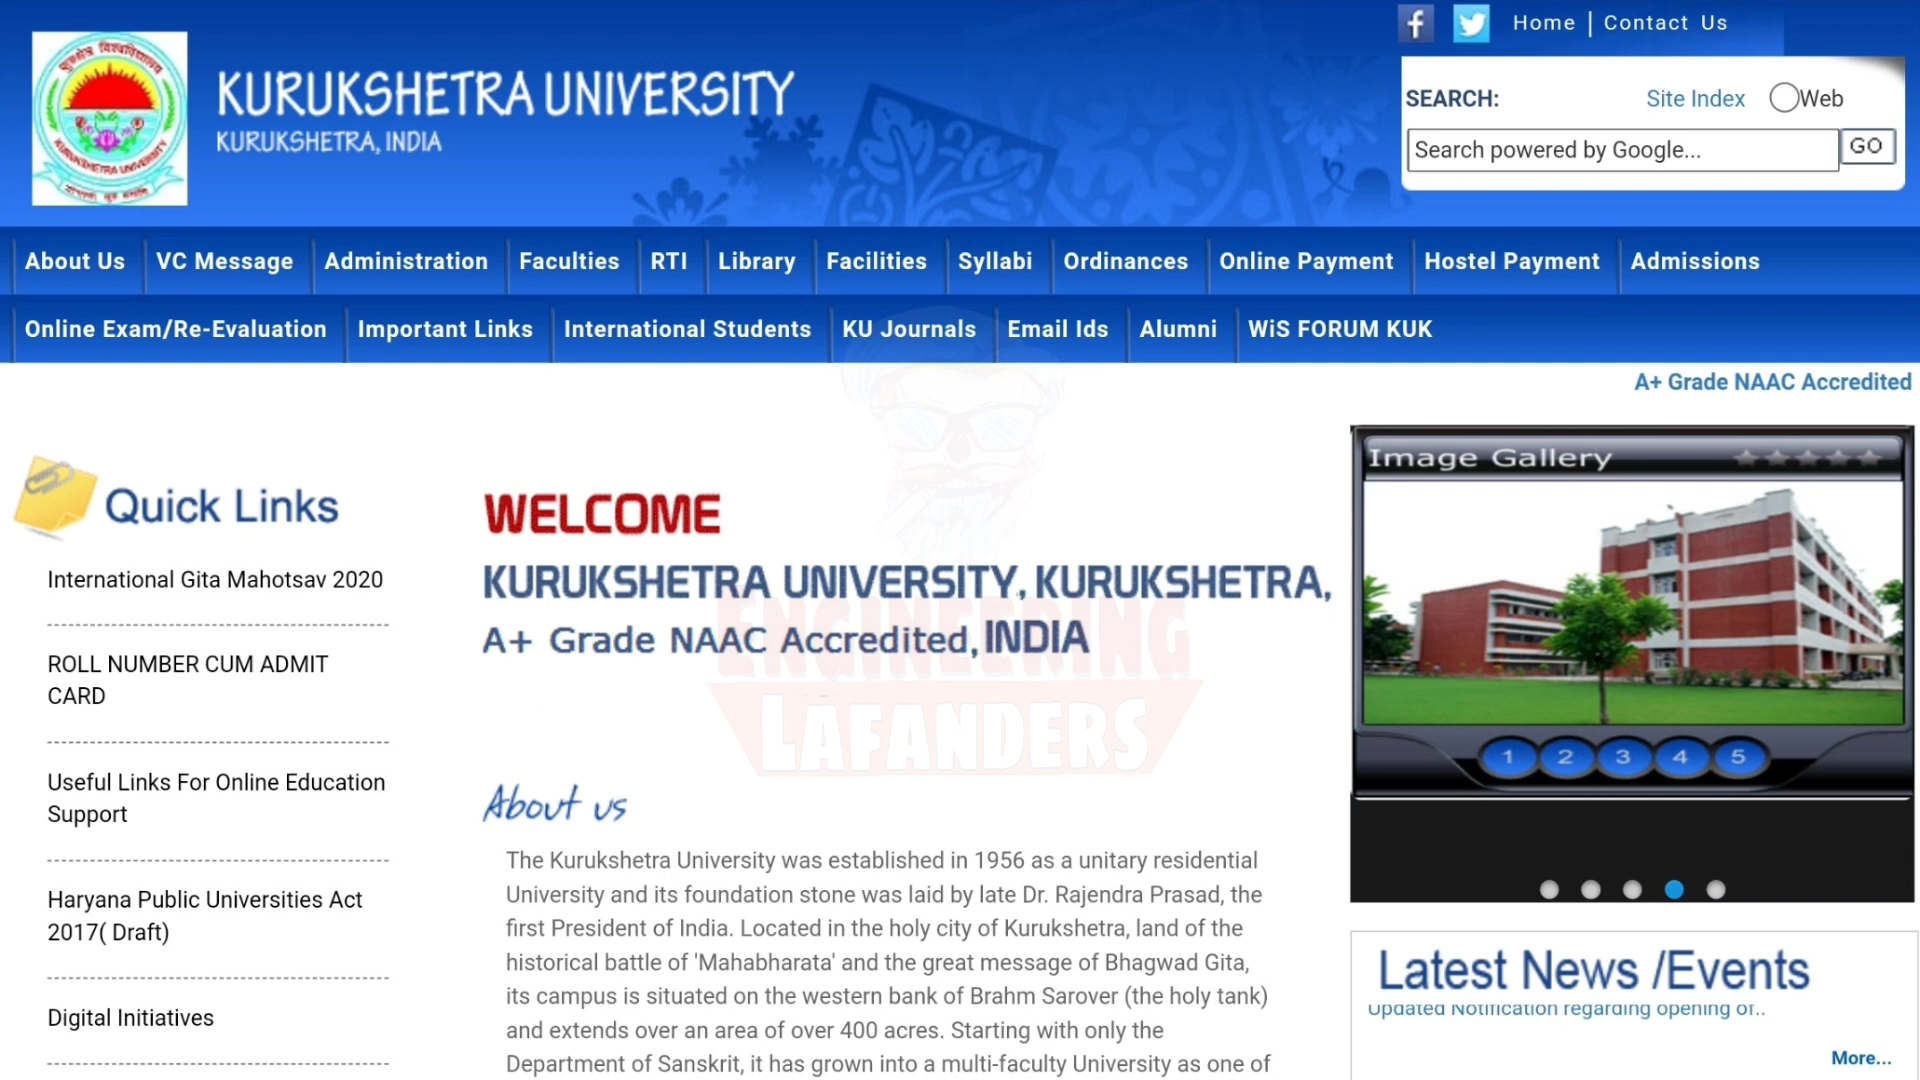 Home | Contact Us
KURUKSHETRA UNIVERSITY
KURUKSHETRA, INDIA
KURUKSHETRA UNIVERSITY
SEARCH:
Site Index
Web
Search powered by Google...
GO
About Us
VC Message
Administration
Faculties
RTI
Library
Facilities
Syllabi
Ordinances
Online Payment
Hostel Payment
Admissions
Online Exam/Re-Evaluation
Important Links
International Students
KU Journals
Email Ids
Alumni
WiS FORUM KUK
A+ Grade NAAC Accredited
Quick Links
International Gita Mahotsav 2020
ROLL NUMBER CUM ADMIT
CARD
Useful Links For Online Education
Support
Haryana Public Universities Act
2017( Draft)
Digital Initiatives
WELCOME
KURUKSHETRA UNIVERSITY, KURUKSHETRA,
A+ Grade NAAC Accredited, INDIA
ENGINEERING
LAFANDERS
About us
The Kurukshetra University was established in 1956 as a unitary residential
University and its foundation stone was laid by late Dr. Rajendra Prasad, the
first President of India. Located in the holy city of Kurukshetra, land of the
historical battle of 'Mahabharata' and the great message of Bhagwad Gita,
its campus is situated on the western bank of Brahm Sarover (the holy tank)
and extends over an area of over 400 acres. Starting with only the
Department of Sanskrit, it has grown into a multi-faculty University as one of
Image Gallery
1 2 3 4 5
Latest News /Events
Updated Notification regarding opening of..
More...